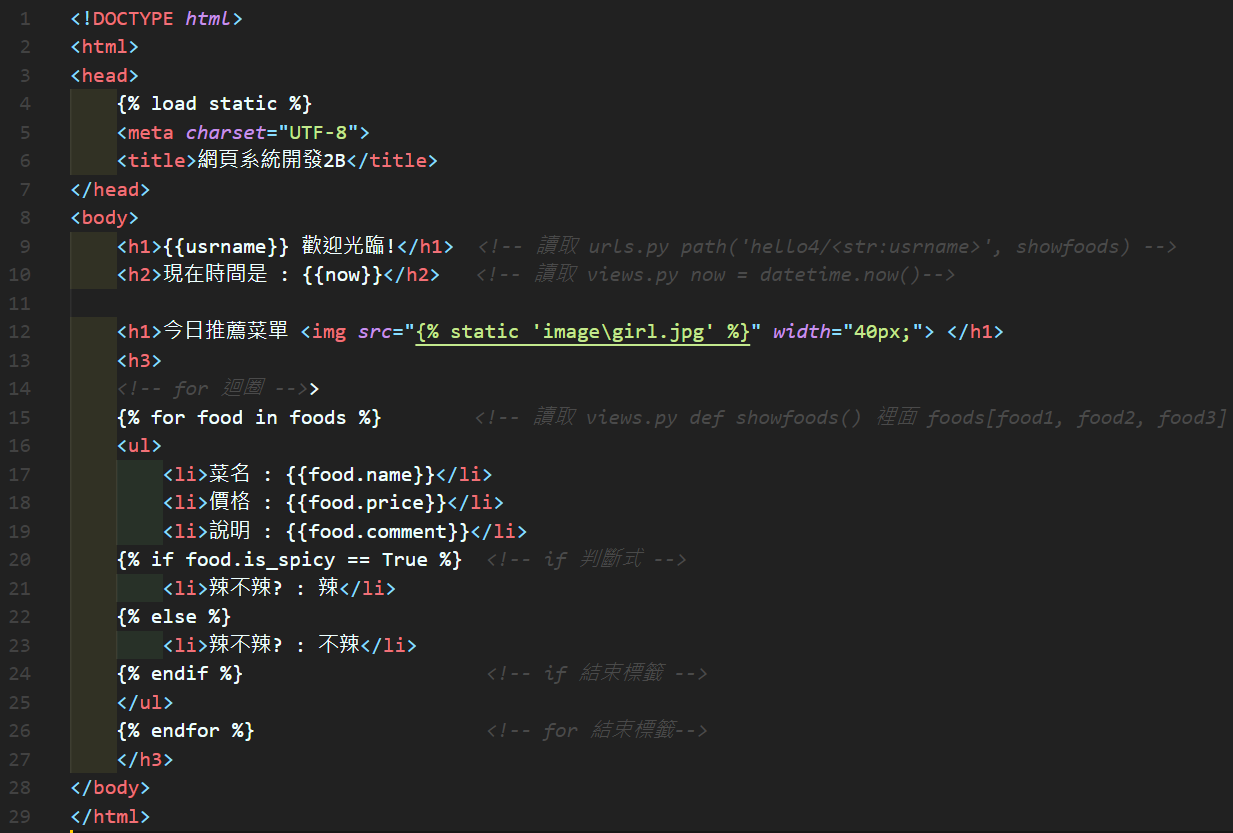 1 <!DOCTYPE html>
2 <html>
3 <head>
4 {% load static %}
5 <meta charset="UTF-8">
6 <title>網頁系統開發2B</title>
7 </head>
8 <body>
9 <h1>{{usrname}} 歡迎光臨!</h1> <!-- 讀取 urls.py path('hello4/<str:usrname>', showfoods) -->
10 <h2>現在時間是 : {{now}}</h2> <!-- 讀取 views.py now = datetime.now()-->
11
12 <h1>今日推薦菜單 <img src="{% static 'image\girl.jpg' %}" width="40px;"> </h1>
13 <h3>
14 <!-- for 迴圈 -->>
15 {% for food in foods %} <!-- 讀取 views.py def showfoods() 裡面 foods[food1, food2, food3]
16 <ul>
17 <li>菜名 : {{food.name}}</li>
18 <li>價格 : {{food.price}}</li>
19 <li>說明 : {{food.comment}}</li>
20 {% if food.is_spicy == True %} <!-- if 判斷式 -->
21 <li>辣不辣? : 辣</li>
22 {% else %}
23 <li>辣不辣? : 不辣</li>
24 {% endif %} <!-- if 結束標籤 -->
25 </ul>
26 {% endfor %} <!-- for 結束標籤-->
27 </h3>
28 </body>
29 </html>